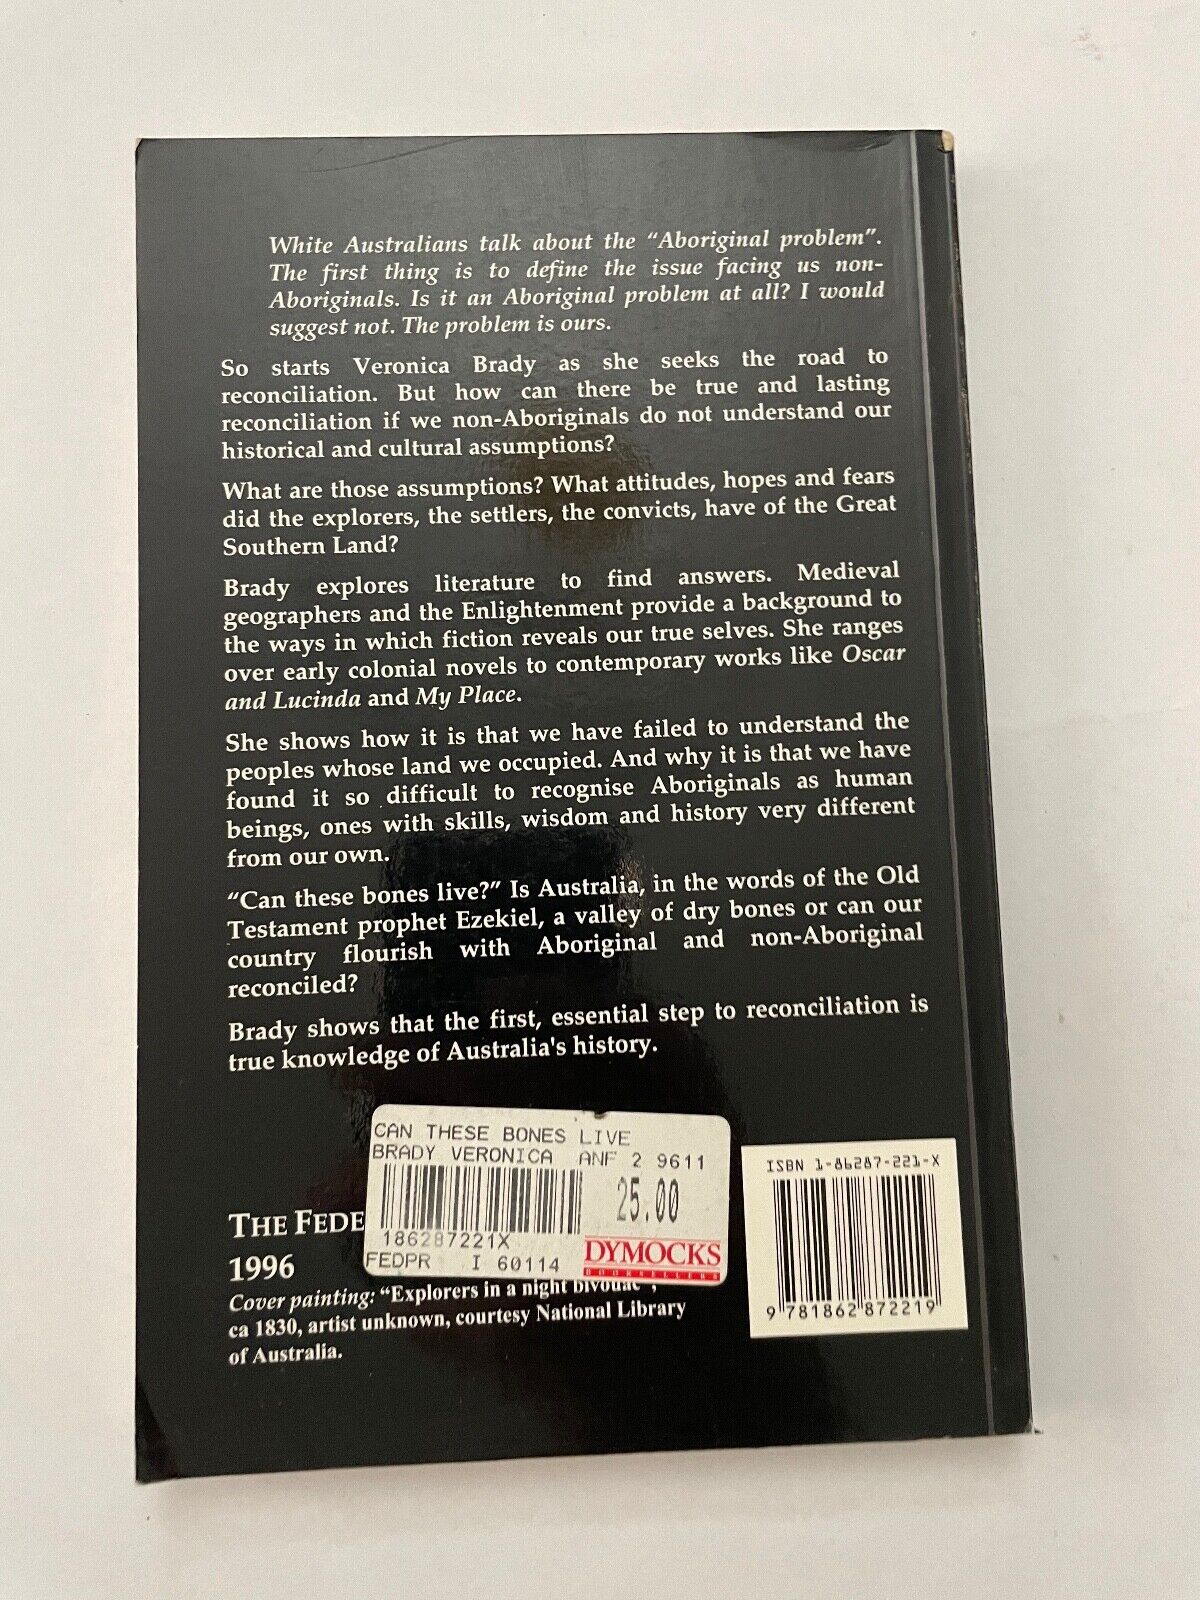 White Australians talk about the “Aboriginal problem”.
The first thing is to define the issue facing us non-
Aboriginals. Is it an Aboriginal problem at all? I would
suggest not. The problem is ours.
So starts Veronica Brady as she seeks the road to
reconciliation. But how can there be true and lasting
reconciliation if we non-Aboriginals do not understand our
historical and cultural assumptions?
What are those assumptions? What attitudes, hopes and fears
did the explorers, the settlers, the convicts, have of the Great
Southern Land?
Brady explores literature to find answers. Medieval
geographers and the Enlightenment provide a background to
the ways in which fiction reveals our true selves. She ranges
over early colonial novels to contemporary works like Oscar
and Lucinda and My Place.
She shows how it is that we have failed to understand the
peoples whose land we occupied. And why it is that we have
found it so difficult to recognise Aboriginals as human
beings, ones with skills, wisdom and history very different
from our own.
“Can these bones live?” Is Australia, in the words of the Old
Testament prophet Ezekiel, a valley of dry bones or can our
country flourish with Aboriginal and non-Aboriginal
reconciled?
Brady shows that the first, essential step to reconciliation is
true knowledge of Australia's history.
CAN THESE BONES LIVE
BRADY VERONICA ANF 2 9611
25.00
186287221X
FEDPR I 60114
DYMOCKS
BOOKSELLERS
ISBN 1-86287-221-X
9 781862 872219
THE FEDE
1996
Cover painting: “Explorers in a night bivouac”,
ca 1830, artist unknown, courtesy National Library
of Australia.